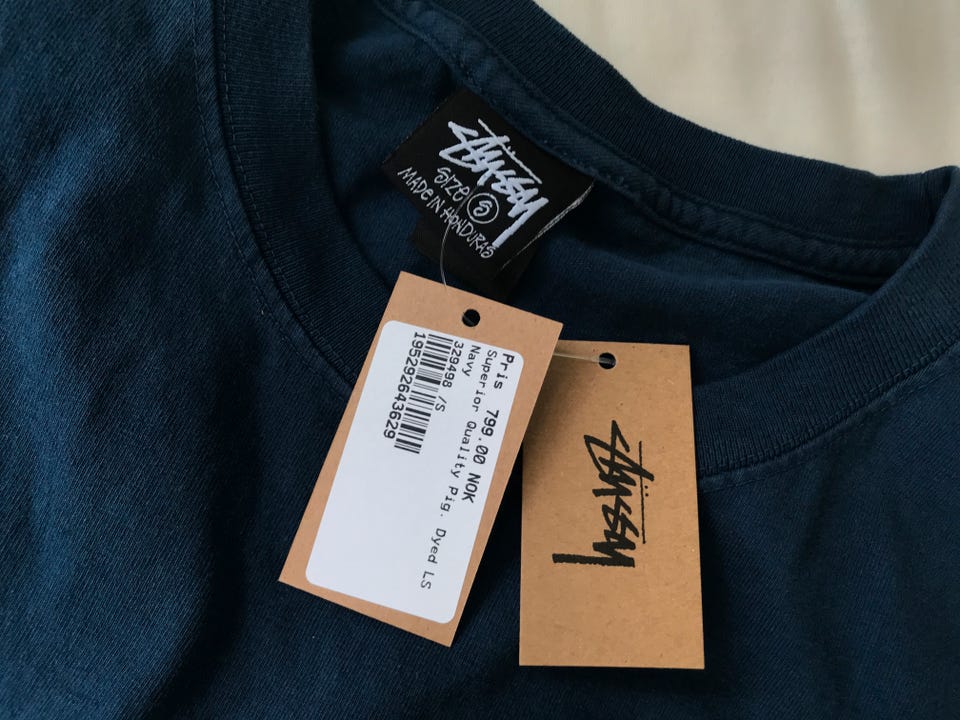 STÜSSY
SIZE S
MADE IN HONDURAS
Pris 799.00 NOK
Superior Quality Pig. Dyed LS
Navy
329498 /S
195292643629
STÜSSY